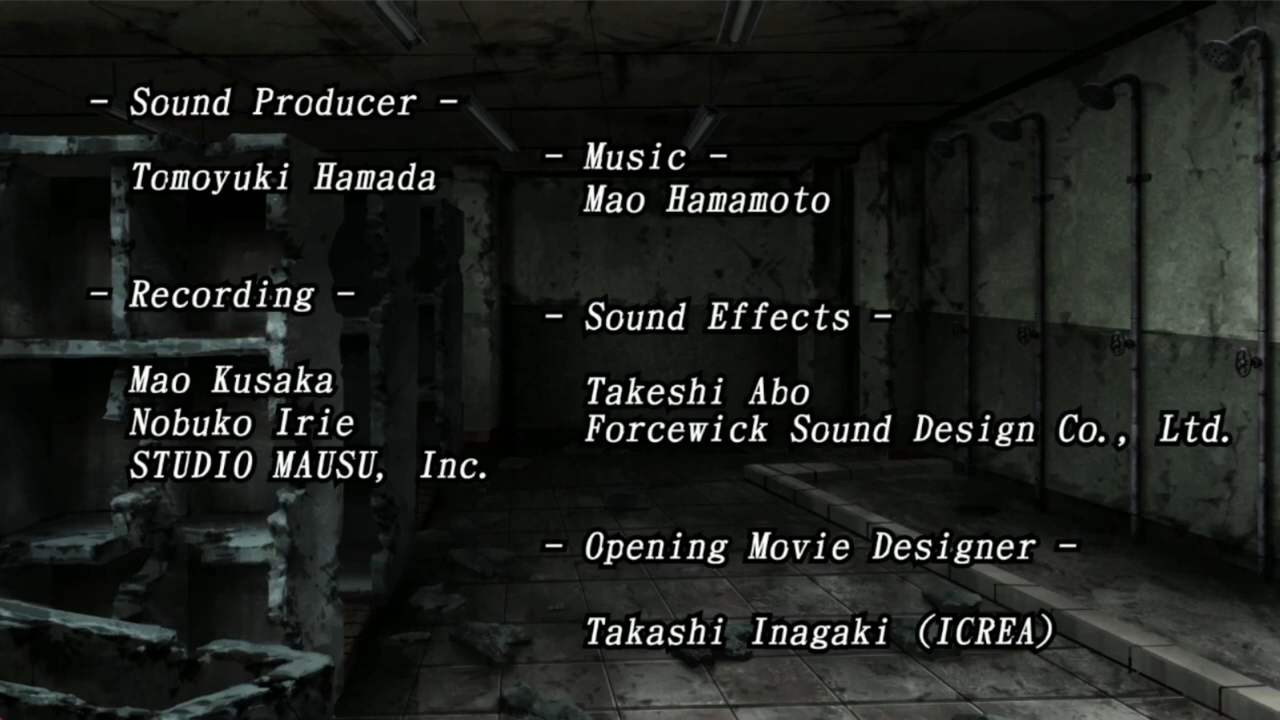 - Sound Producer -
Tomoyuki Hamada
- Recording -
Mao Kusaka
Nobuko Irie
STUDIO MAUSU, Inc.
- Music -
Mao Hamamoto
- Sound Effects -
Takeshi Abo
Forcewick Sound Design Co., Ltd.
- Opening Movie Designer -
Takashi Inagaki (ICREA)